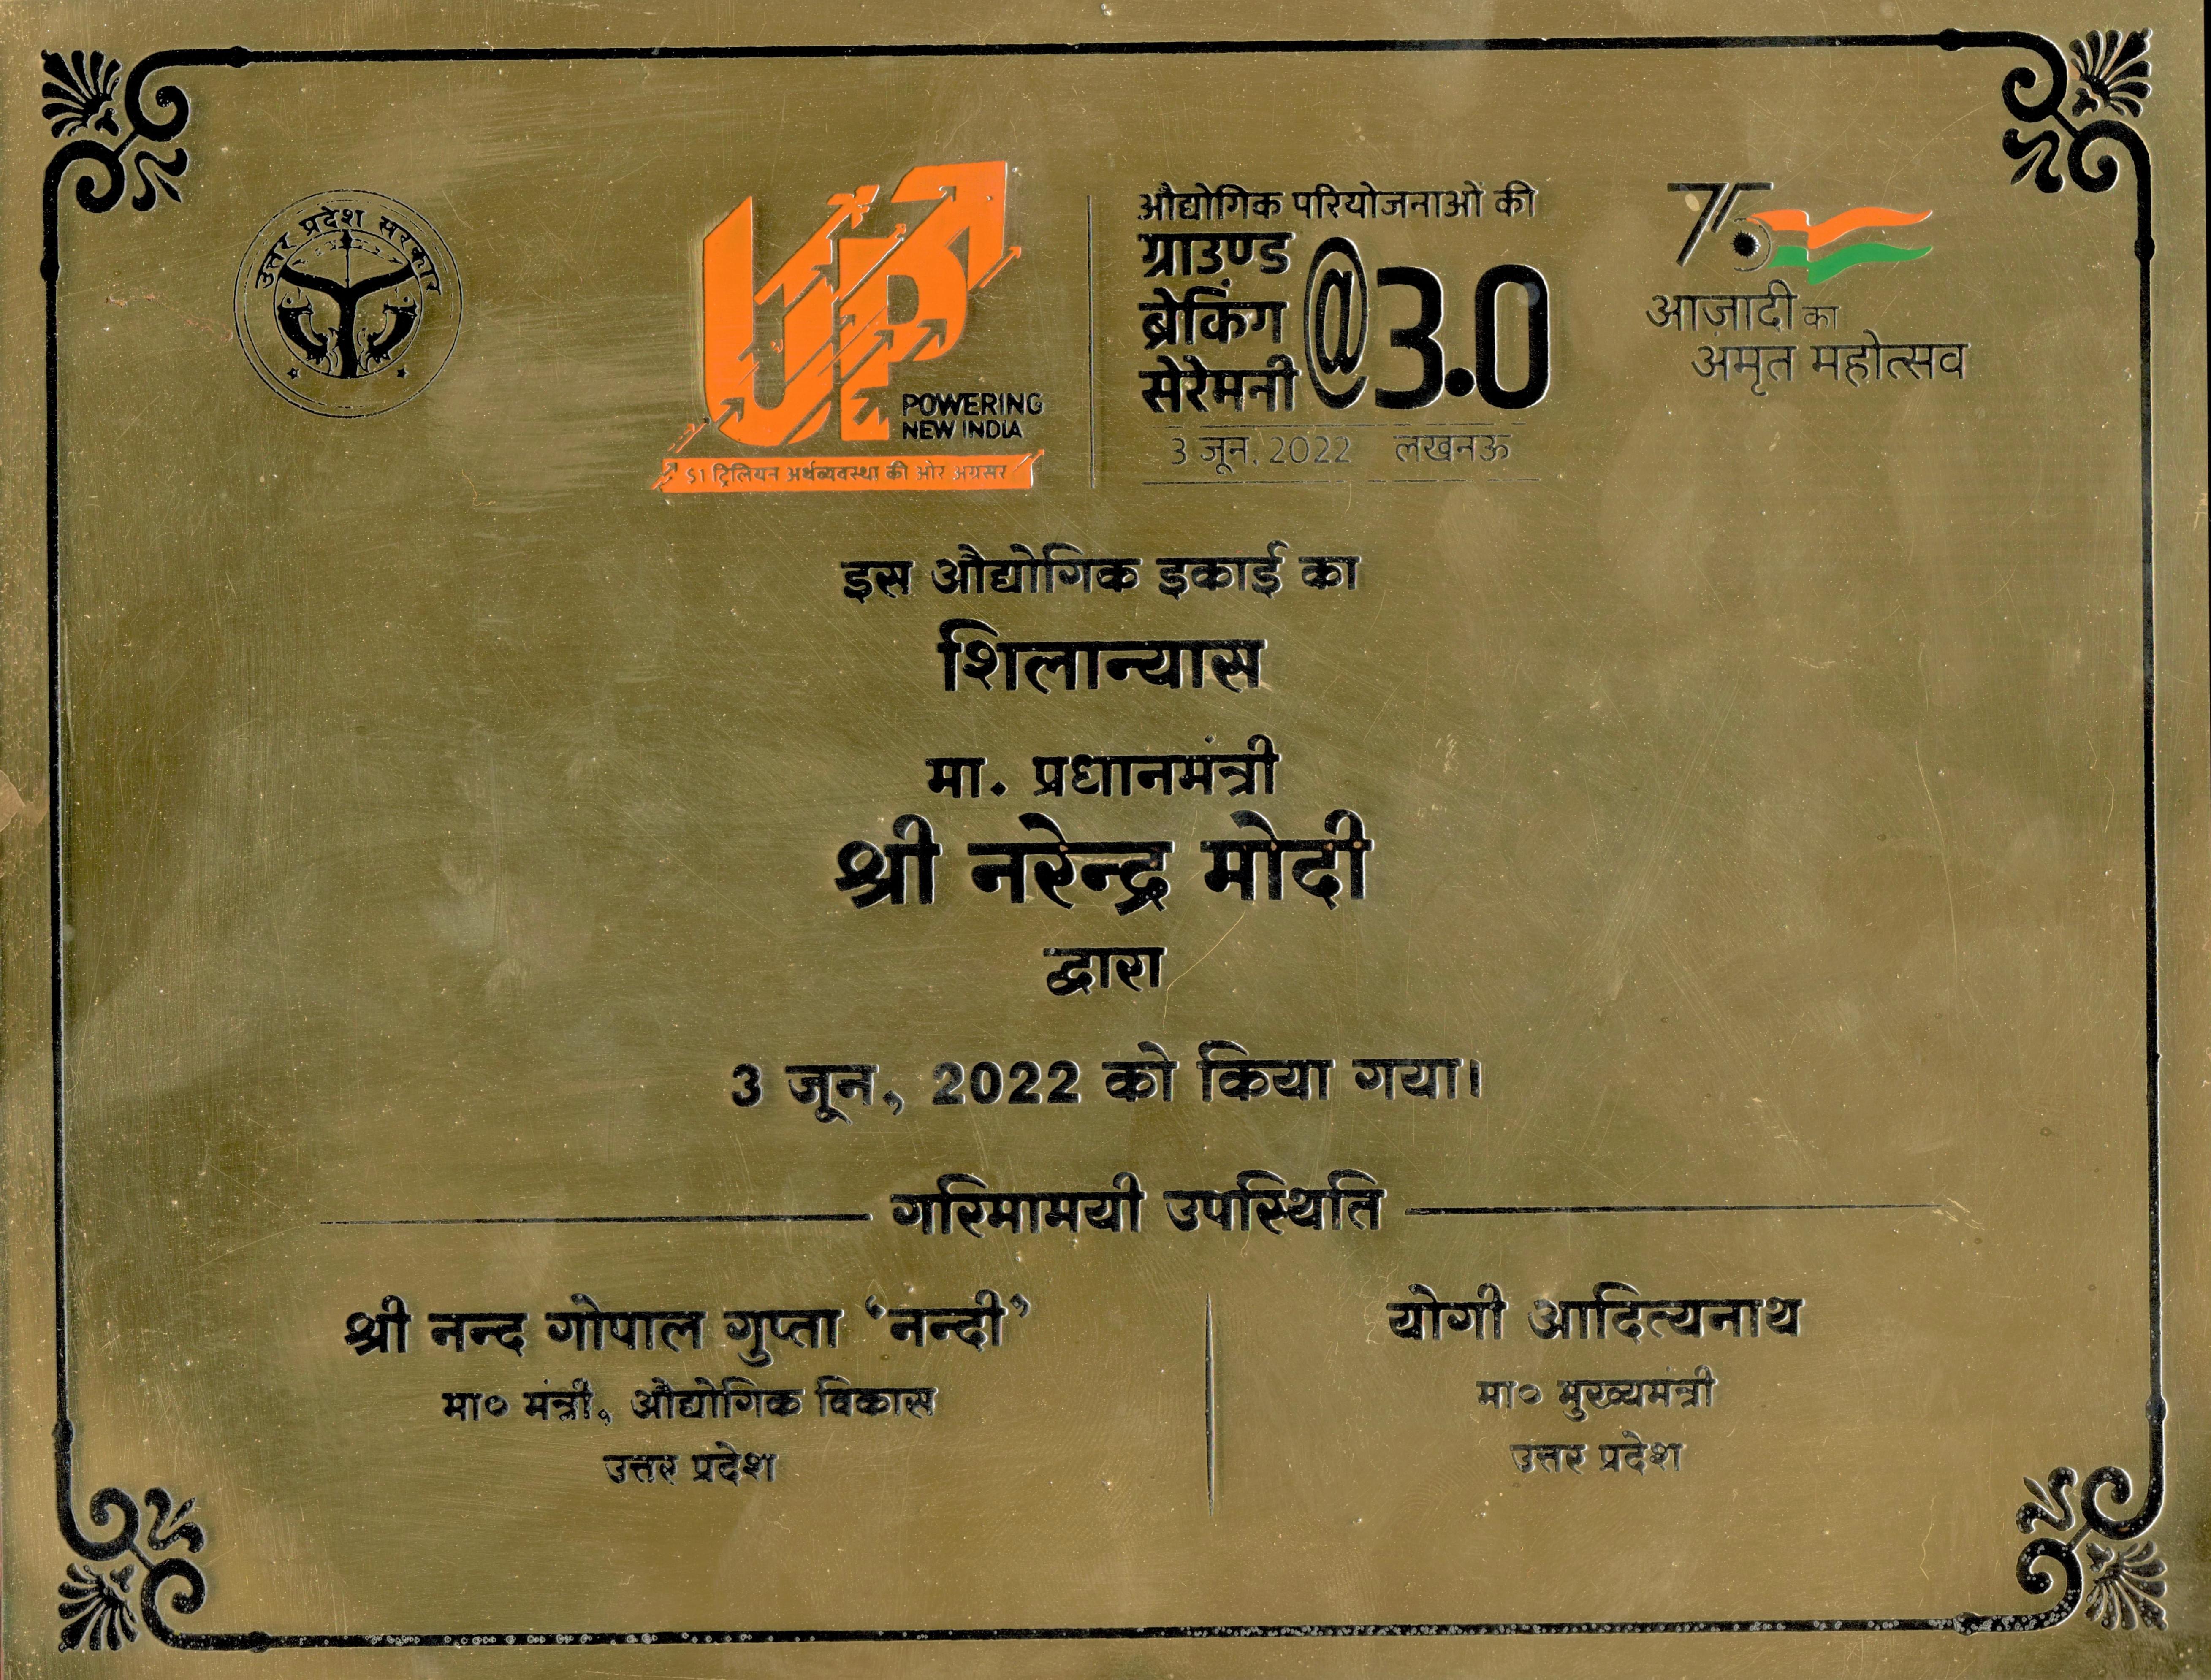 उत्तर प्रदेश सरकार
UP
POWERING
NEW INDIA
$1 ट्रिलियन अर्थव्यवस्था की ओर अग्रसर
औद्योगिक परियोजनाओं की
ग्राउण्ड
ब्रेकिंग
सेरेमनी
@3.0
3 जून, 2022 लखनऊ
75
आज़ादी का
अमृत महोत्सव
इस औद्योगिक इकाई का
शिलान्यास
मा. प्रधानमंत्री
श्री नरेन्द्र मोदी
द्वारा
3 जून, 2022 को किया गया।
गरिमामयी उपस्थिति
श्री नन्द गोपाल गुप्ता ‘नन्दी’
मा० मंत्री, औद्योगिक विकास
उत्तर प्रदेश
योगी आदित्यनाथ
मा० मुख्यमंत्री
उत्तर प्रदेश